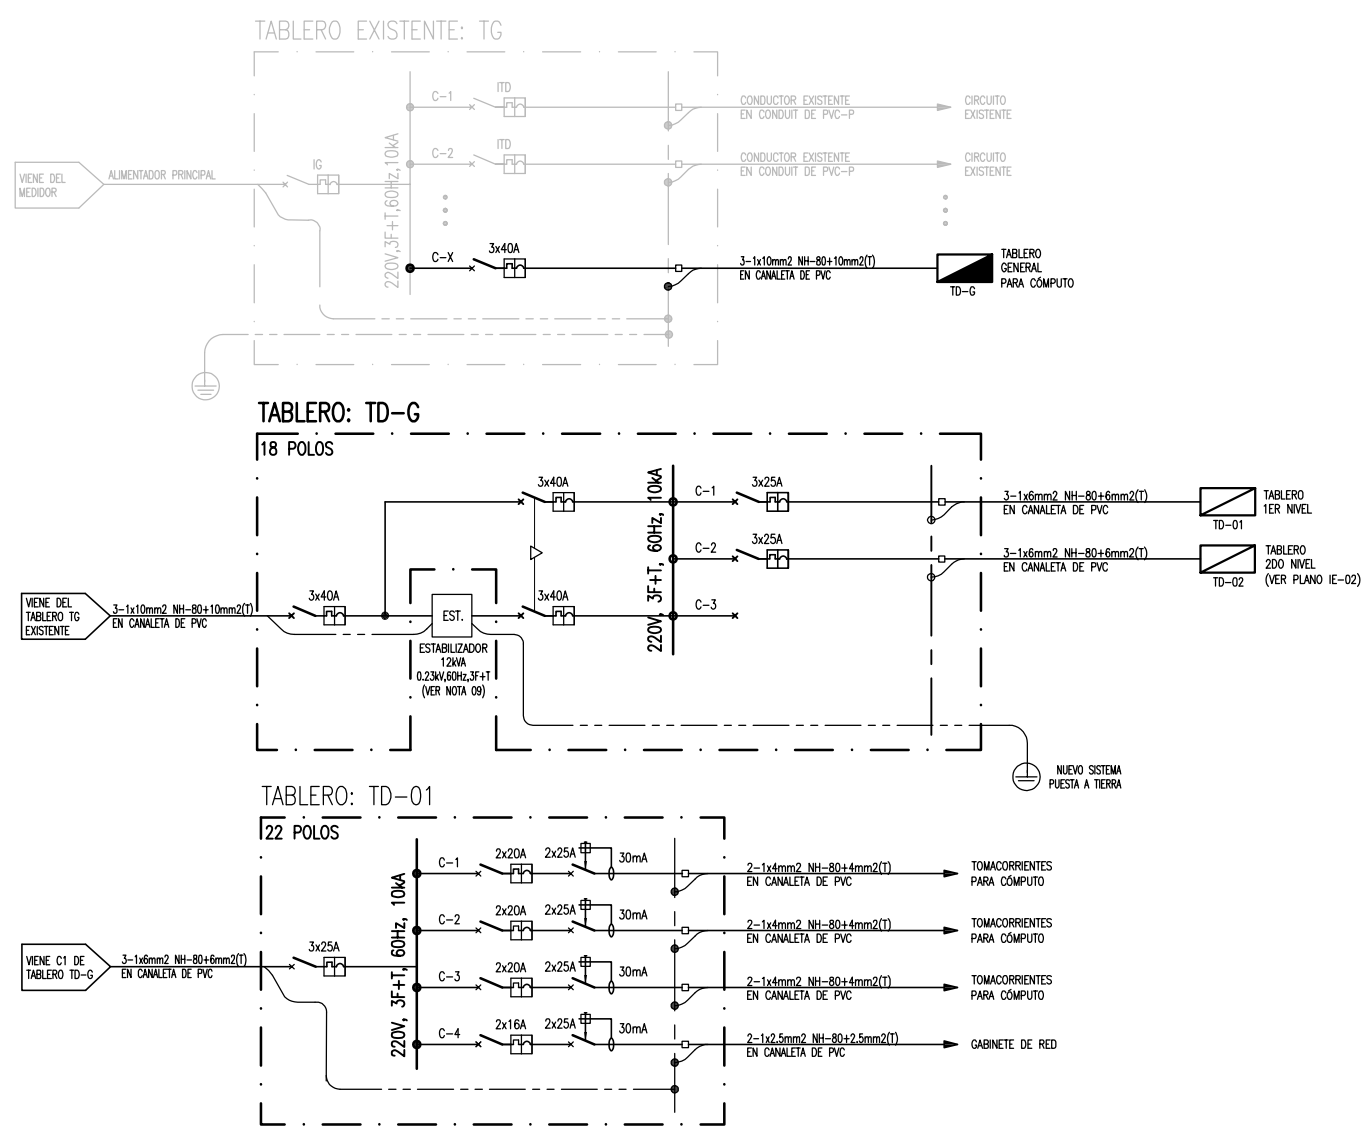 TABLERO EXISTENTE: TG
VIENE DEL
MEDIDOR
ALIMENTADOR PRINCIPAL
IG
220V,3F+T,60Hz,10kA
C-1
ITD
CONDUCTOR EXISTENTE
EN CONDUIT DE PVC-P
CIRCUITO
EXISTENTE
C-2
ITD
CONDUCTOR EXISTENTE
EN CONDUIT DE PVC-P
CIRCUITO
EXISTENTE
C-X
3x40A
3-1x10mm2 NH-80+10mm2(T)
EN CANALETA DE PVC
TD-G
TABLERO
GENERAL
PARA CÓMPUTO
TABLERO: TD-G
18 POLOS
VIENE DEL
TABLERO TG
EXISTENTE
3-1x10mm2 NH-80+10mm2(T)
EN CANALETA DE PVC
3x40A
EST.
ESTABILIZADOR
12kVA
0.23kV,60Hz,3F+T
(VER NOTA 09)
3x40A
3x40A
220V, 3F+T, 60Hz, 10kA
C-1
3x25A
3-1x6mm2 NH-80+6mm2(T)
EN CANALETA DE PVC
TD-01
TABLERO
1ER NIVEL
C-2
3x25A
3-1x6mm2 NH-80+6mm2(T)
EN CANALETA DE PVC
TD-02
TABLERO
2DO NIVEL
(VER PLANO IE-02)
C-3
NUEVO SISTEMA
PUESTA A TIERRA
TABLERO: TD-01
22 POLOS
VIENE C1 DE
TABLERO TD-G
3-1x6mm2 NH-80+6mm2(T)
EN CANALETA DE PVC
3x25A
220V, 3F+T, 60Hz, 10kA
C-1
2x20A
2x25A
30mA
2-1x4mm2 NH-80+4mm2(T)
EN CANALETA DE PVC
TOMACORRIENTES
PARA CÓMPUTO
C-2
2x20A
2x25A
30mA
2-1x4mm2 NH-80+4mm2(T)
EN CANALETA DE PVC
TOMACORRIENTES
PARA CÓMPUTO
C-3
2x20A
2x25A
30mA
2-1x4mm2 NH-80+4mm2(T)
EN CANALETA DE PVC
TOMACORRIENTES
PARA CÓMPUTO
C-4
2x16A
2x25A
30mA
2-1x2.5mm2 NH-80+2.5mm2(T)
EN CANALETA DE PVC
GABINETE DE RED